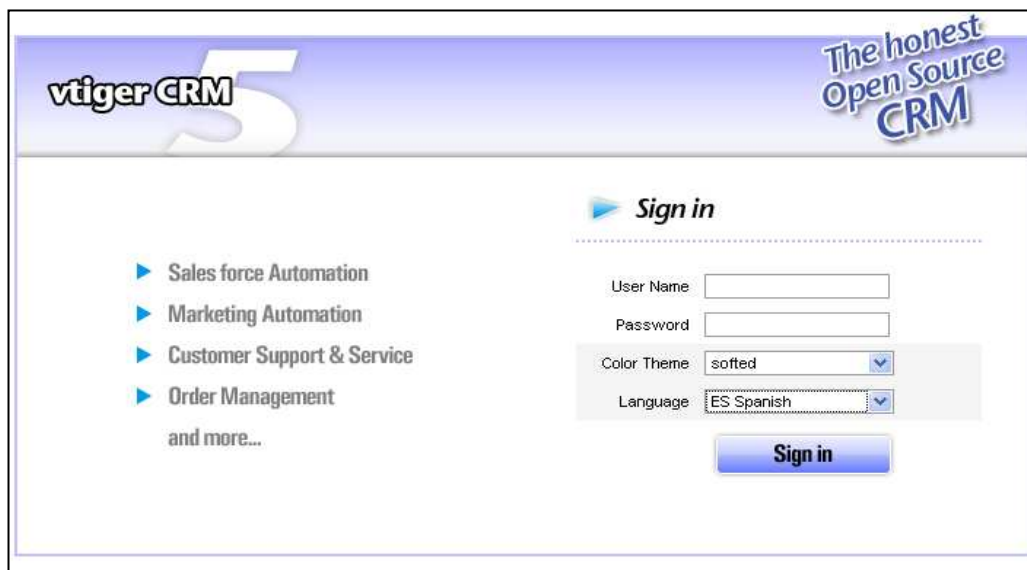 The honest
Open Source
CRM
vtiger CRM 5
Sign in
Sales force Automation
Marketing Automation
Customer Support & Service
Order Management
and more...
User Name
Password
Color Theme softed
Language ES Spanish
Sign in